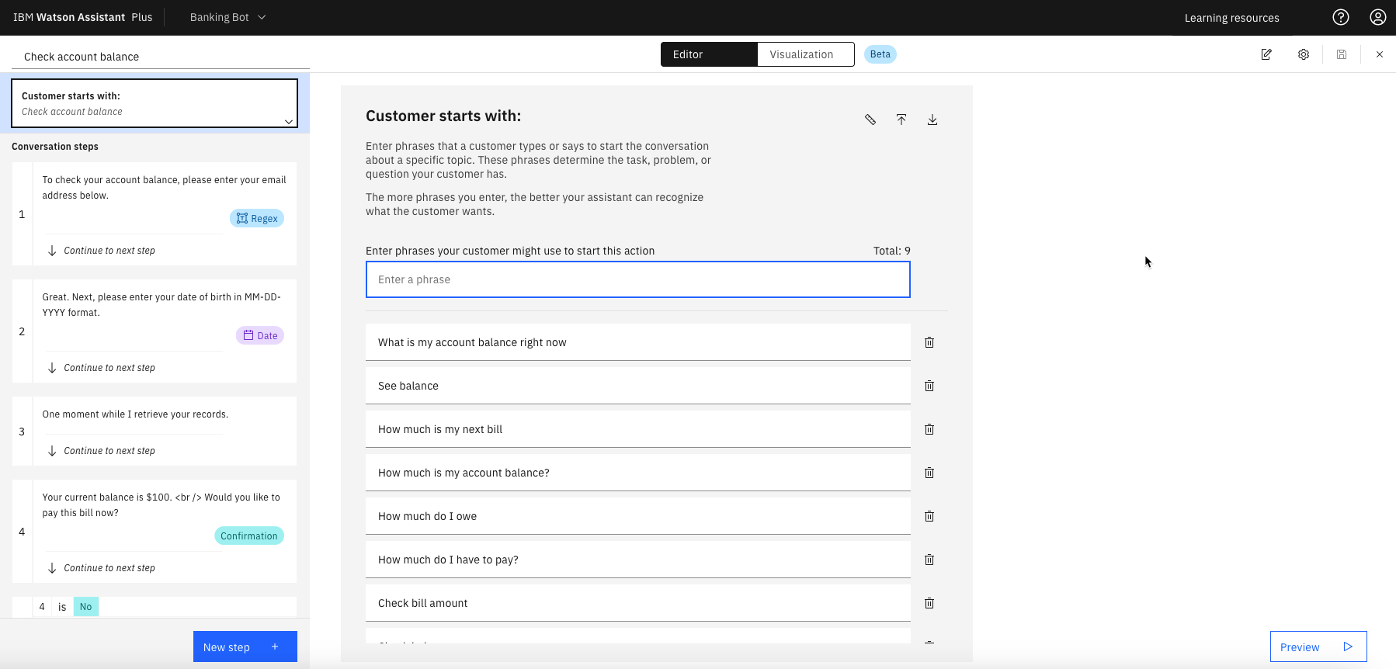 IBM Watson Assistant Plus
Banking Bot
Learning resources
Check account balance
Editor
Visualization
Beta
Customer starts with:
Check account balance
Conversation steps
1
To check your account balance, please enter your email
address below.
Regex
Continue to next step
2
Great. Next, please enter your date of birth in MM-DD-
YYYY format.
Date
Continue to next step
3
One moment while I retrieve your records.
Continue to next step
4
Your current balance is $100. <br /> Would you like to
pay this bill now?
Confirmation
Continue to next step
4 is No
New step +
Customer starts with:
Enter phrases that a customer types or says to start the conversation
about a specific topic. These phrases determine the task, problem, or
question your customer has.
The more phrases you enter, the better your assistant can recognize
what the customer wants.
Enter phrases your customer might use to start this action
Total: 9
Enter a phrase
What is my account balance right now
See balance
How much is my next bill
How much is my account balance?
How much do I owe
How much do I have to pay?
Check bill amount
Preview